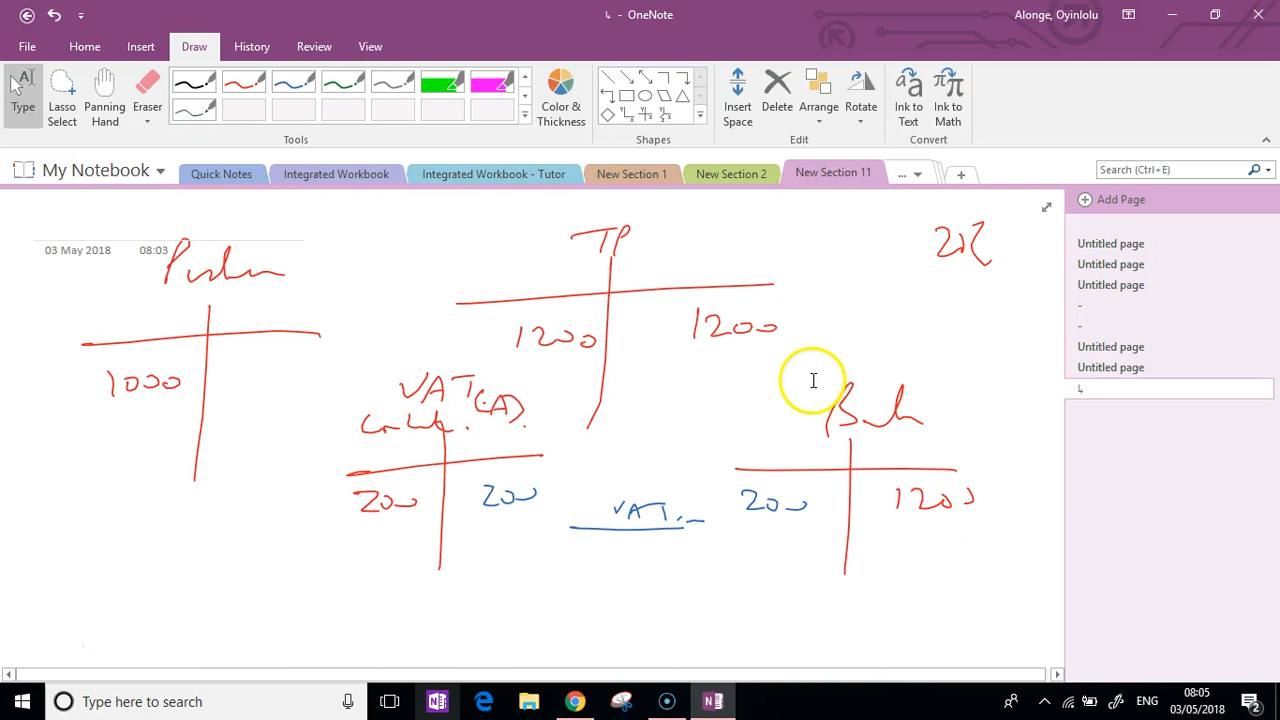 ↳ - OneNote
Alonge, Oyinlolu
File Home Insert Draw History Review View
Type
Lasso Select
Panning Hand
Eraser
Color & Thickness
Insert Space
Delete
Arrange
Rotate
Ink to Text
Ink to Math
Tools
Shapes
Edit
Convert
My Notebook
Quick Notes
Integrated Workbook
Integrated Workbook - Tutor
New Section 1
New Section 2
New Section 11
...
Search (Ctrl+E)
Add Page
03 May 2018 08:03
TP
1200 1200
1000
VAT (.A).
200 200
VAT.
200 1200
Untitled page
Untitled page
Untitled page
-
-
Untitled page
Untitled page
↳
Type here to search
ENG
08:05
03/05/2018
2